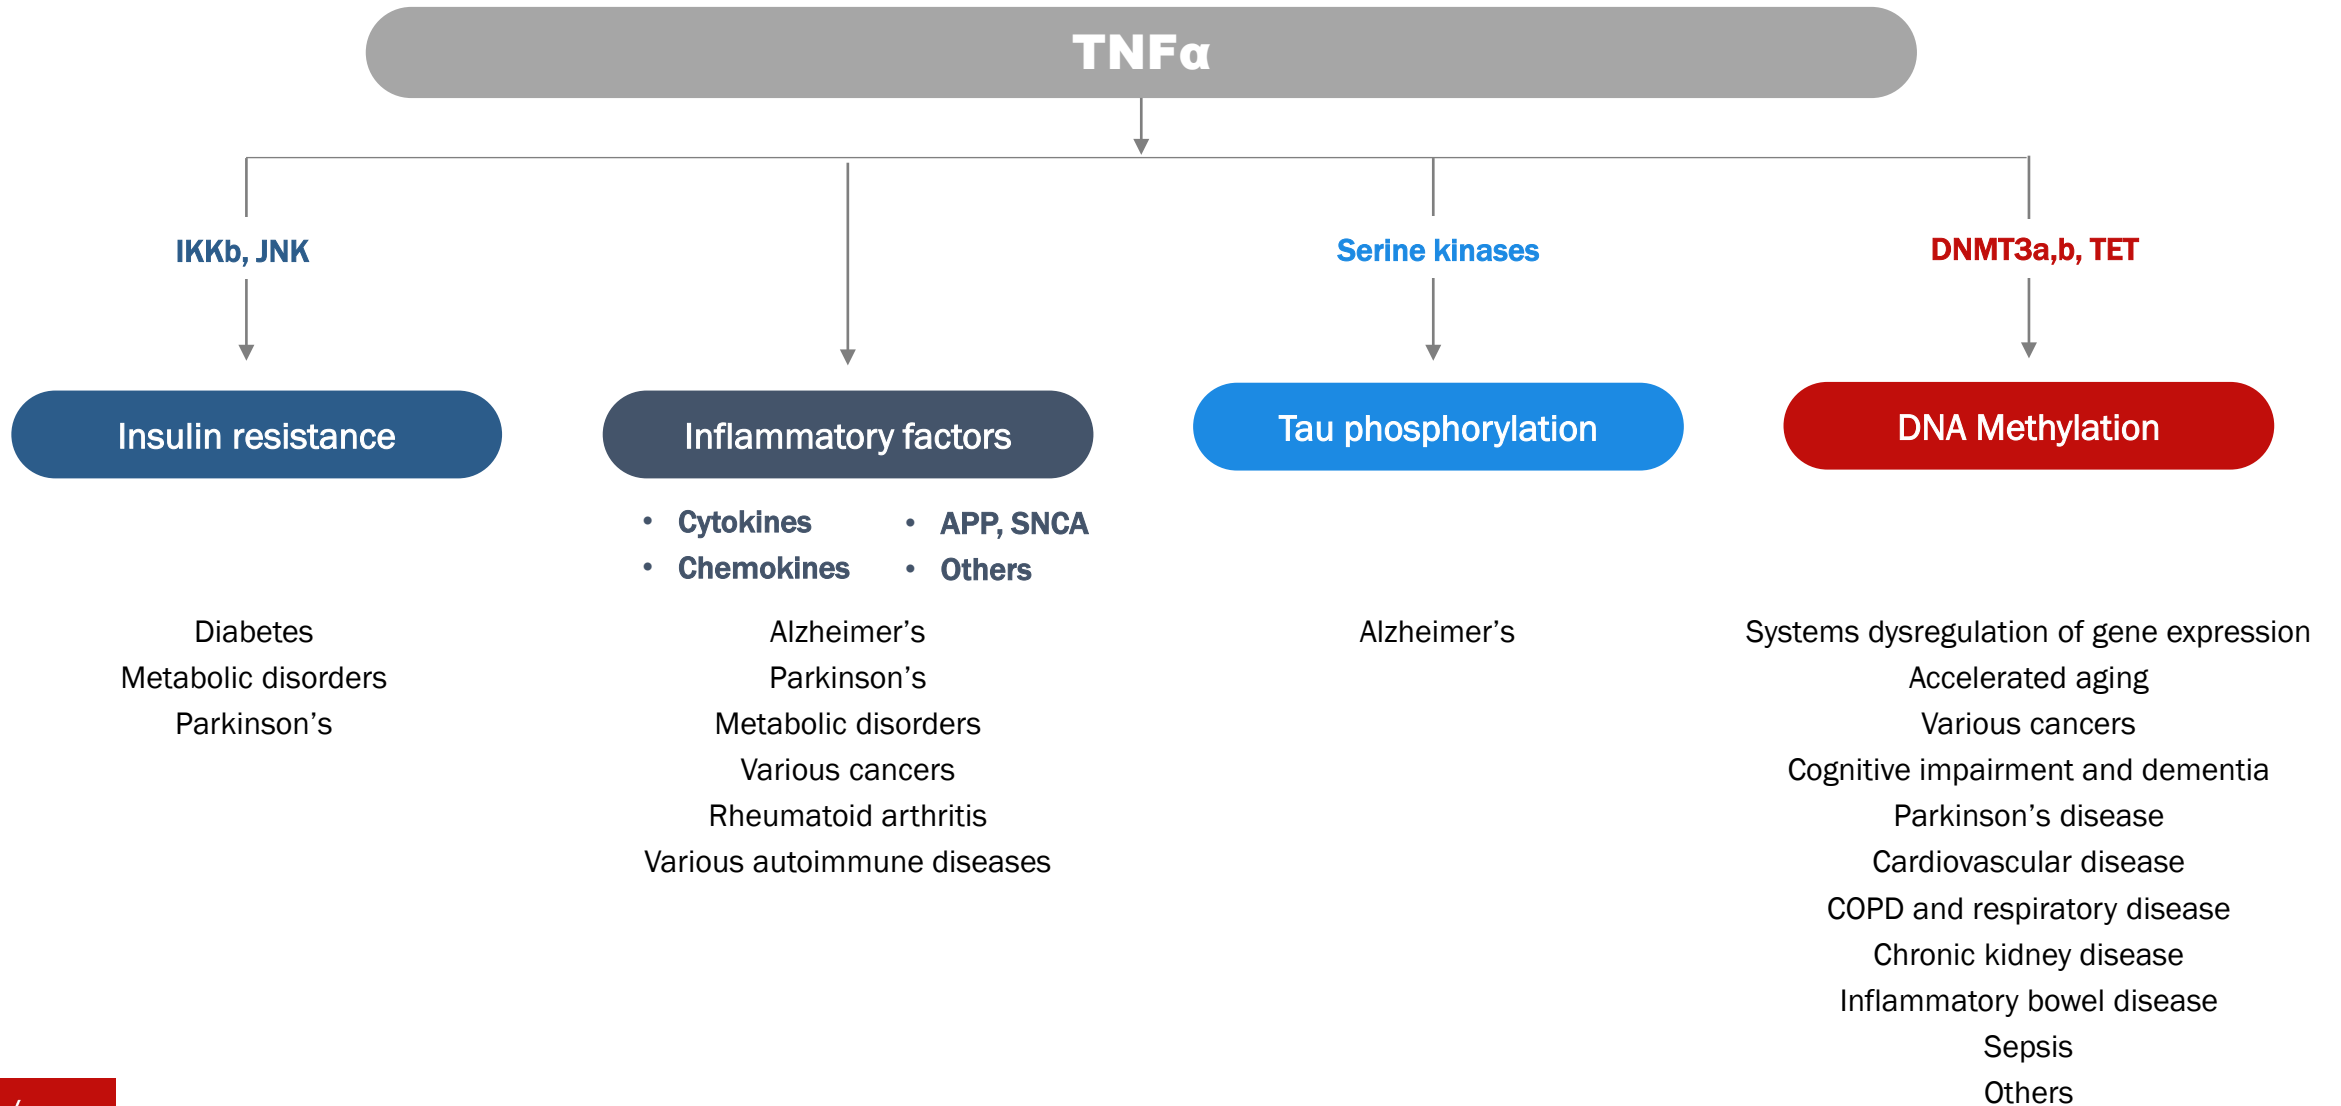 TNFα
IKKb, JNK
Serine kinases
DNMT3a,b, TET
Insulin resistance
Inflammatory factors
Tau phosphorylation
DNA Methylation
• Cytokines
• Chemokines
• APP, SNCA
• Others
Diabetes
Metabolic disorders
Parkinson’s
Alzheimer’s
Parkinson’s
Metabolic disorders
Various cancers
Rheumatoid arthritis
Various autoimmune diseases
Alzheimer’s
Systems dysregulation of gene expression
Accelerated aging
Various cancers
Cognitive impairment and dementia
Parkinson’s disease
Cardiovascular disease
COPD and respiratory disease
Chronic kidney disease
Inflammatory bowel disease
Sepsis
Others